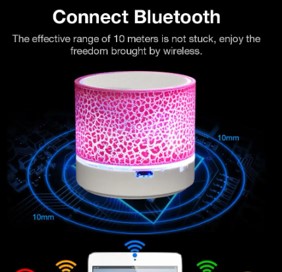 Connect Bluetooth
The effective range of 10 meters is not stuck, enjoy the
freedom brought by wireless.
10mm
10mm